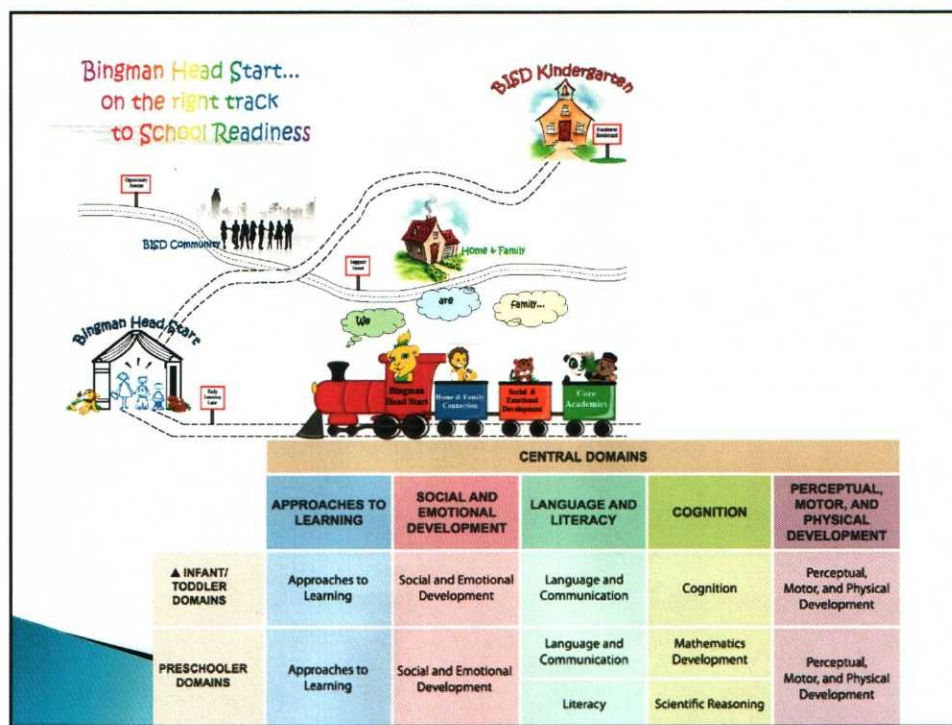 Bingman Head Start...
on the right track
to School Readiness
BISD Kindergarten
BISD Community
Home & Family
We
are
family...
Bingman Head Start
Early
Learning
Lane
Bingman
Head Start
Home & Family
Connection
Social &
Emotional
Development
Core
Academics
CENTRAL DOMAINS
APPROACHES TO
LEARNING
SOCIAL AND
EMOTIONAL
DEVELOPMENT
LANGUAGE AND
LITERACY
COGNITION
PERCEPTUAL,
MOTOR, AND
PHYSICAL
DEVELOPMENT
▲ INFANT/
TODDLER
DOMAINS
Approaches to
Learning
Social and Emotional
Development
Language and
Communication
Cognition
Perceptual,
Motor, and Physical
Development
PRESCHOOLER
DOMAINS
Approaches to
Learning
Social and Emotional
Development
Language and
Communication
Literacy
Mathematics
Development
Scientific Reasoning
Perceptual,
Motor, and Physical
Development